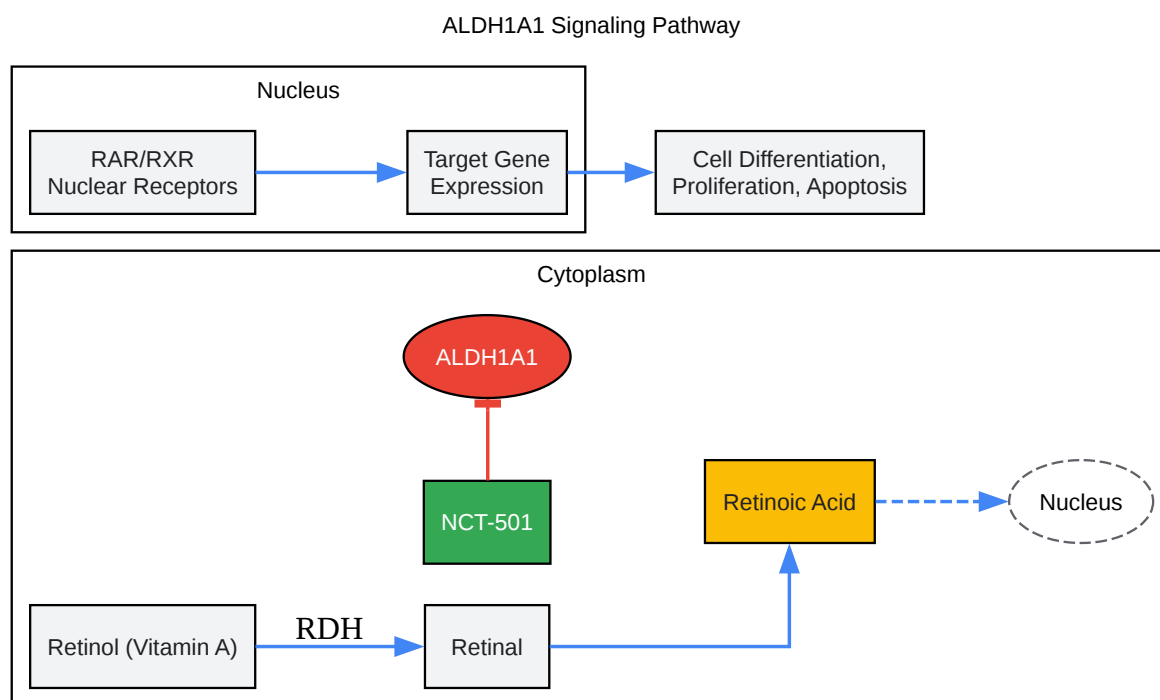 ALDH1A1 Signaling Pathway
Nucleus
RAR/RXR
Nuclear Receptors
Target Gene
Expression
Cell Differentiation,
Proliferation, Apoptosis
Cytoplasm
ALDH1A1
NCT-501
Retinoic Acid
Nucleus
Retinol (Vitamin A)
RDH
Retinal